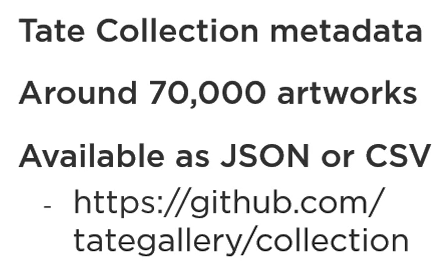 Tate Collection metadata
Around 70,000 artworks
Available as JSON or CSV
- https://github.com/
tategallery/collection